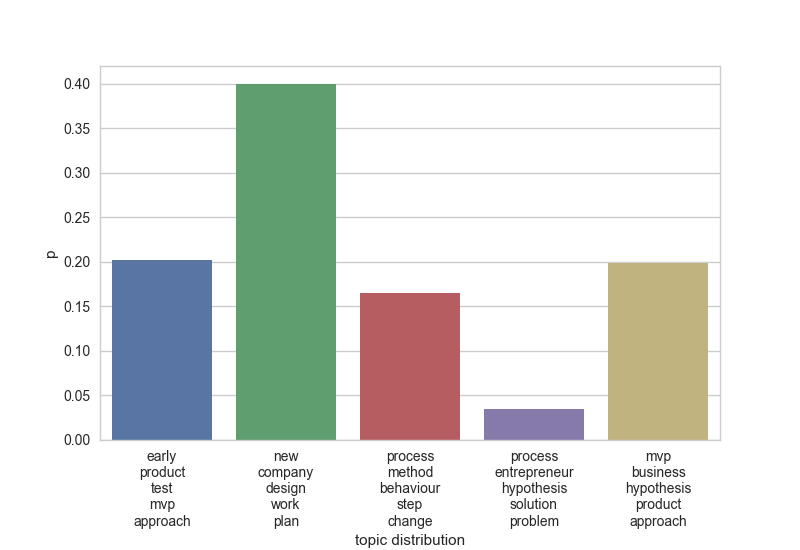 0.40
0.35
0.30
0.25
0.20
0.15
0.10
0.05
0.00
p
early
product
test
mvp
approach
new
company
design
work
plan
process
method
behaviour
step
change
process
entrepreneur
hypothesis
solution
problem
mvp
business
hypothesis
product
approach
topic distribution